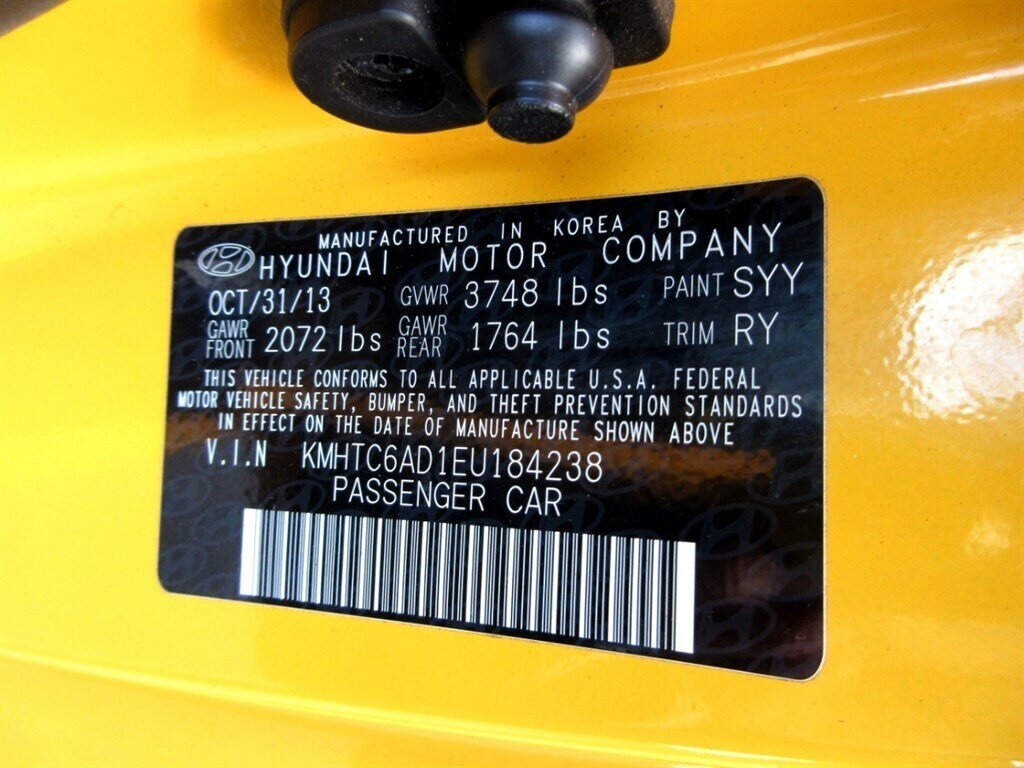 MANUFACTURED IN KOREA BY
HYUNDAI MOTOR COMPANY
OCT/31/13 GVWR 3748 lbs PAINT SYY
GAWR FRONT 2072 lbs GAWR REAR 1764 lbs TRIM RY
THIS VEHICLE CONFORMS TO ALL APPLICABLE U.S.A. FEDERAL
MOTOR VEHICLE SAFETY, BUMPER, AND THEFT PREVENTION STANDARDS
IN EFFECT ON THE DATE OF MANUFACTURE SHOWN ABOVE
V.I.N KMHTC6AD1EU184238
PASSENGER CAR